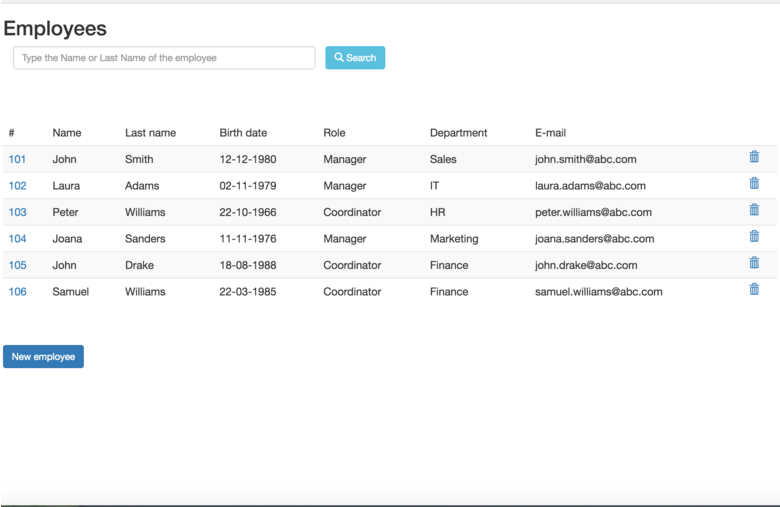 Employees
Type the Name or Last Name of the employee Search
# Name Last name Birth date Role Department E-mail
101 John Smith 12-12-1980 Manager Sales john.smith@abc.com
102 Laura Adams 02-11-1979 Manager IT laura.adams@abc.com
103 Peter Williams 22-10-1966 Coordinator HR peter.williams@abc.com
104 Joana Sanders 11-11-1976 Manager Marketing joana.sanders@abc.com
105 John Drake 18-08-1988 Coordinator Finance john.drake@abc.com
106 Samuel Williams 22-03-1985 Coordinator Finance samuel.williams@abc.com
New employee